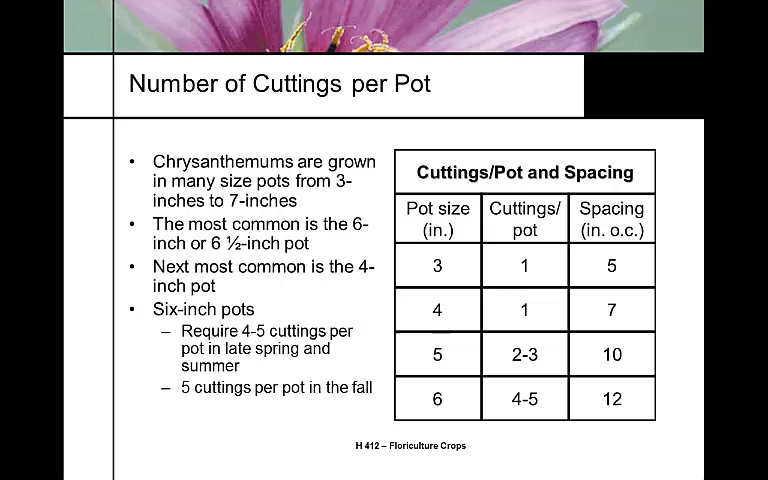 Number of Cuttings per Pot
• Chrysanthemums are grown
in many size pots from 3-
inches to 7-inches
• The most common is the 6-
inch or 6 ½-inch pot
• Next most common is the 4-
inch pot
• Six-inch pots
– Require 4-5 cuttings per
pot in late spring and
summer
– 5 cuttings per pot in the fall
Cuttings/Pot and Spacing
Pot size (in.) Cuttings/ pot Spacing (in. o.c.)
3 1 5
4 1 7
5 2-3 10
6 4-5 12
H 412 – Floriculture Crops